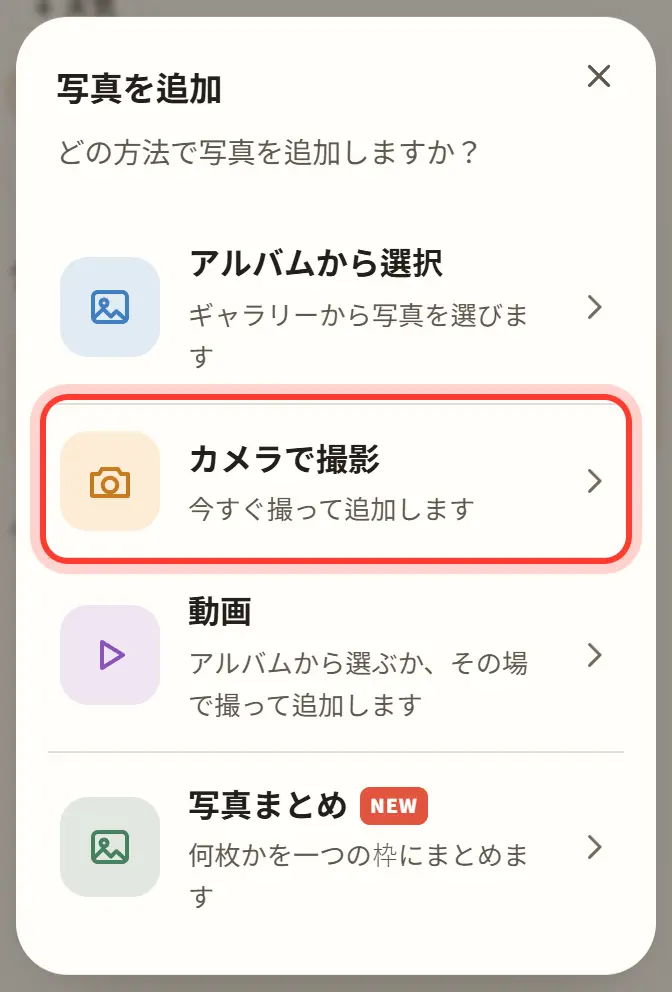 写真を追加
どの方法で写真を追加しますか？
アルバムから選択
ギャラリーから写真を選びま
す
カメラで撮影
今すぐ撮って追加します
動画
アルバムから選ぶか、その場
で撮って追加します
写真まとめ NEW
何枚かを一つの枠にまとめま
す